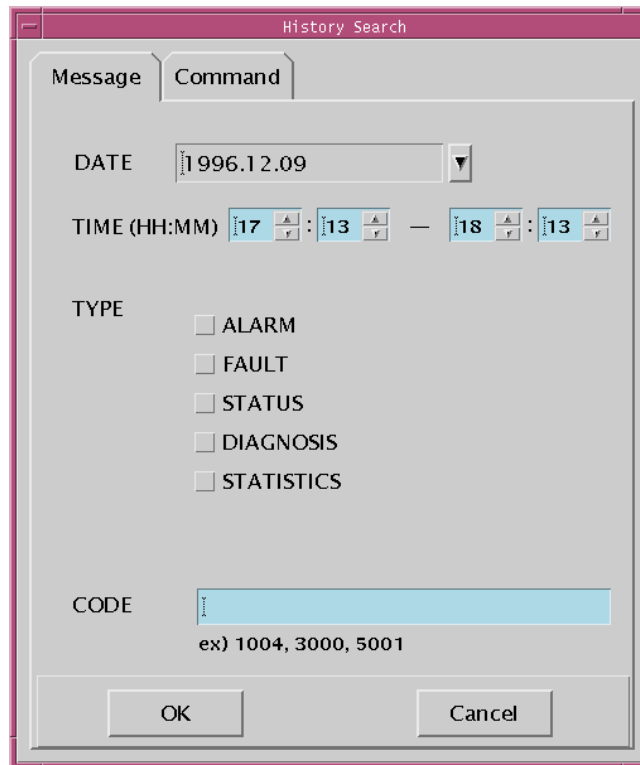 History Search
Message Command
DATE 1996.12.09
TIME (HH:MM) 17 : 13 — 18 : 13
TYPE
ALARM
FAULT
STATUS
DIAGNOSIS
STATISTICS
CODE
ex) 1004, 3000, 5001
OK Cancel